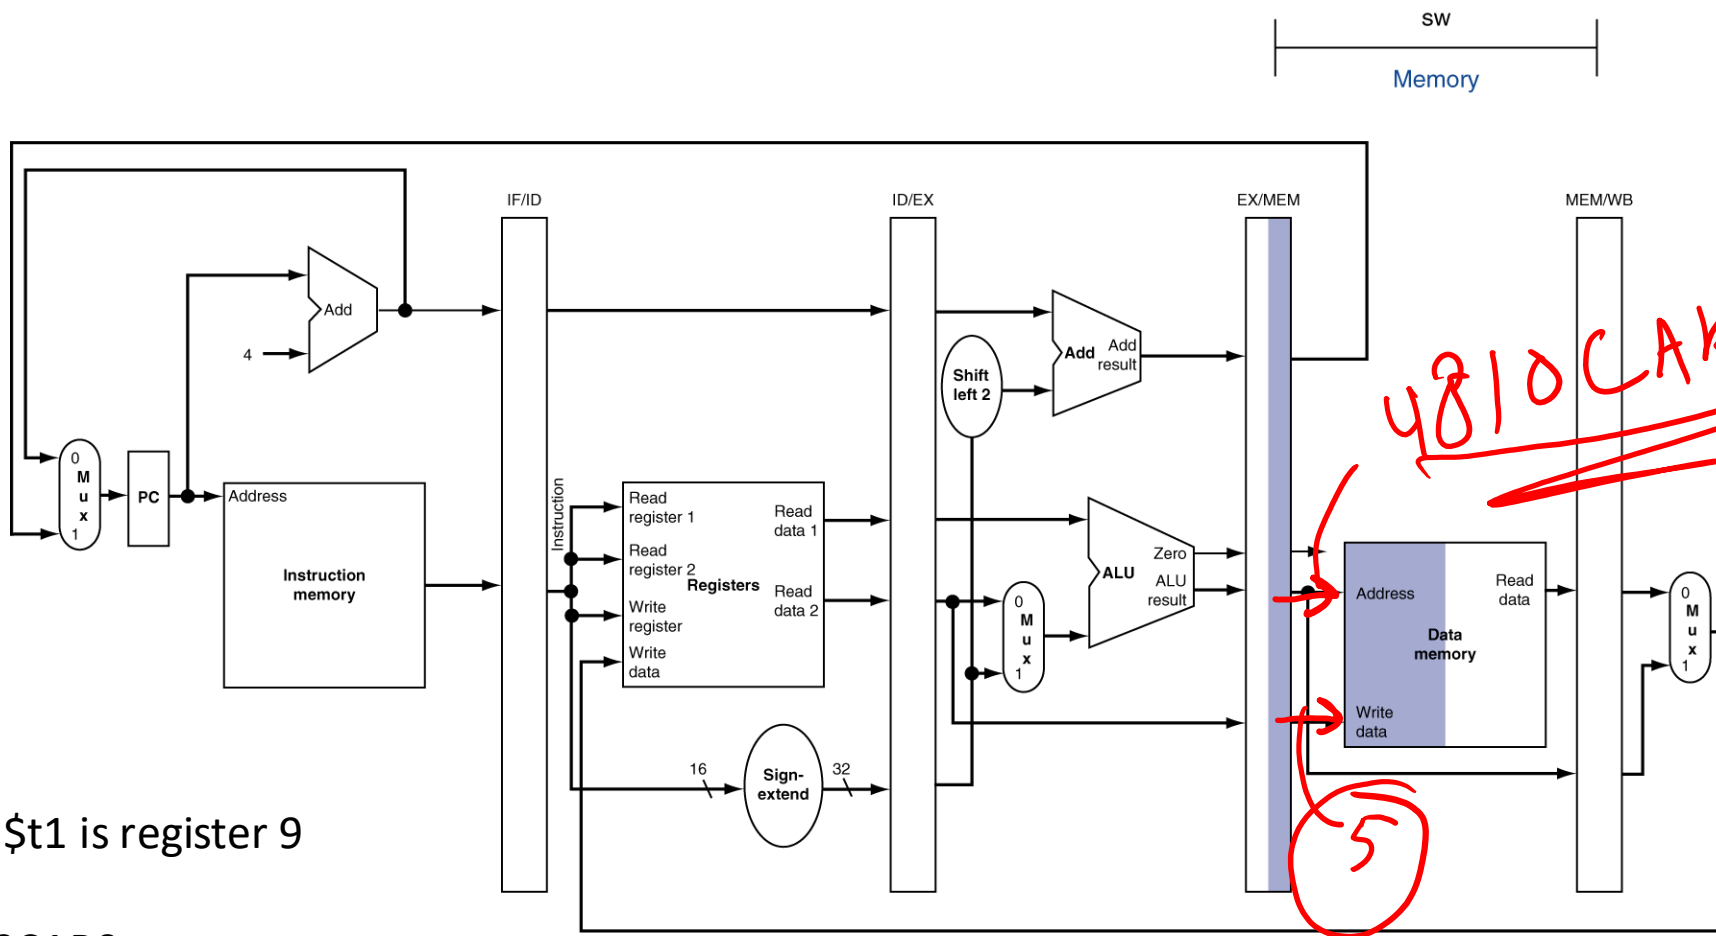 SW
Memory
IF/ID
ID/EX
EX/MEM
MEM/WB
Add
4
Shift
left 2
Add
Add
result
4810CA
0
M
u
x
1
PC
Address
Instruction
memory
Instruction
Read
register 1
Read
register 2
Write
register
Write
data
Registers
Read
data 1
Read
data 2
0
M
u
x
1
Zero
ALU
ALU
result
Address
Read
data
Data
memory
Write
data
0
M
u
x
1
16
Sign-
extend
32
5
$t1 is register 9